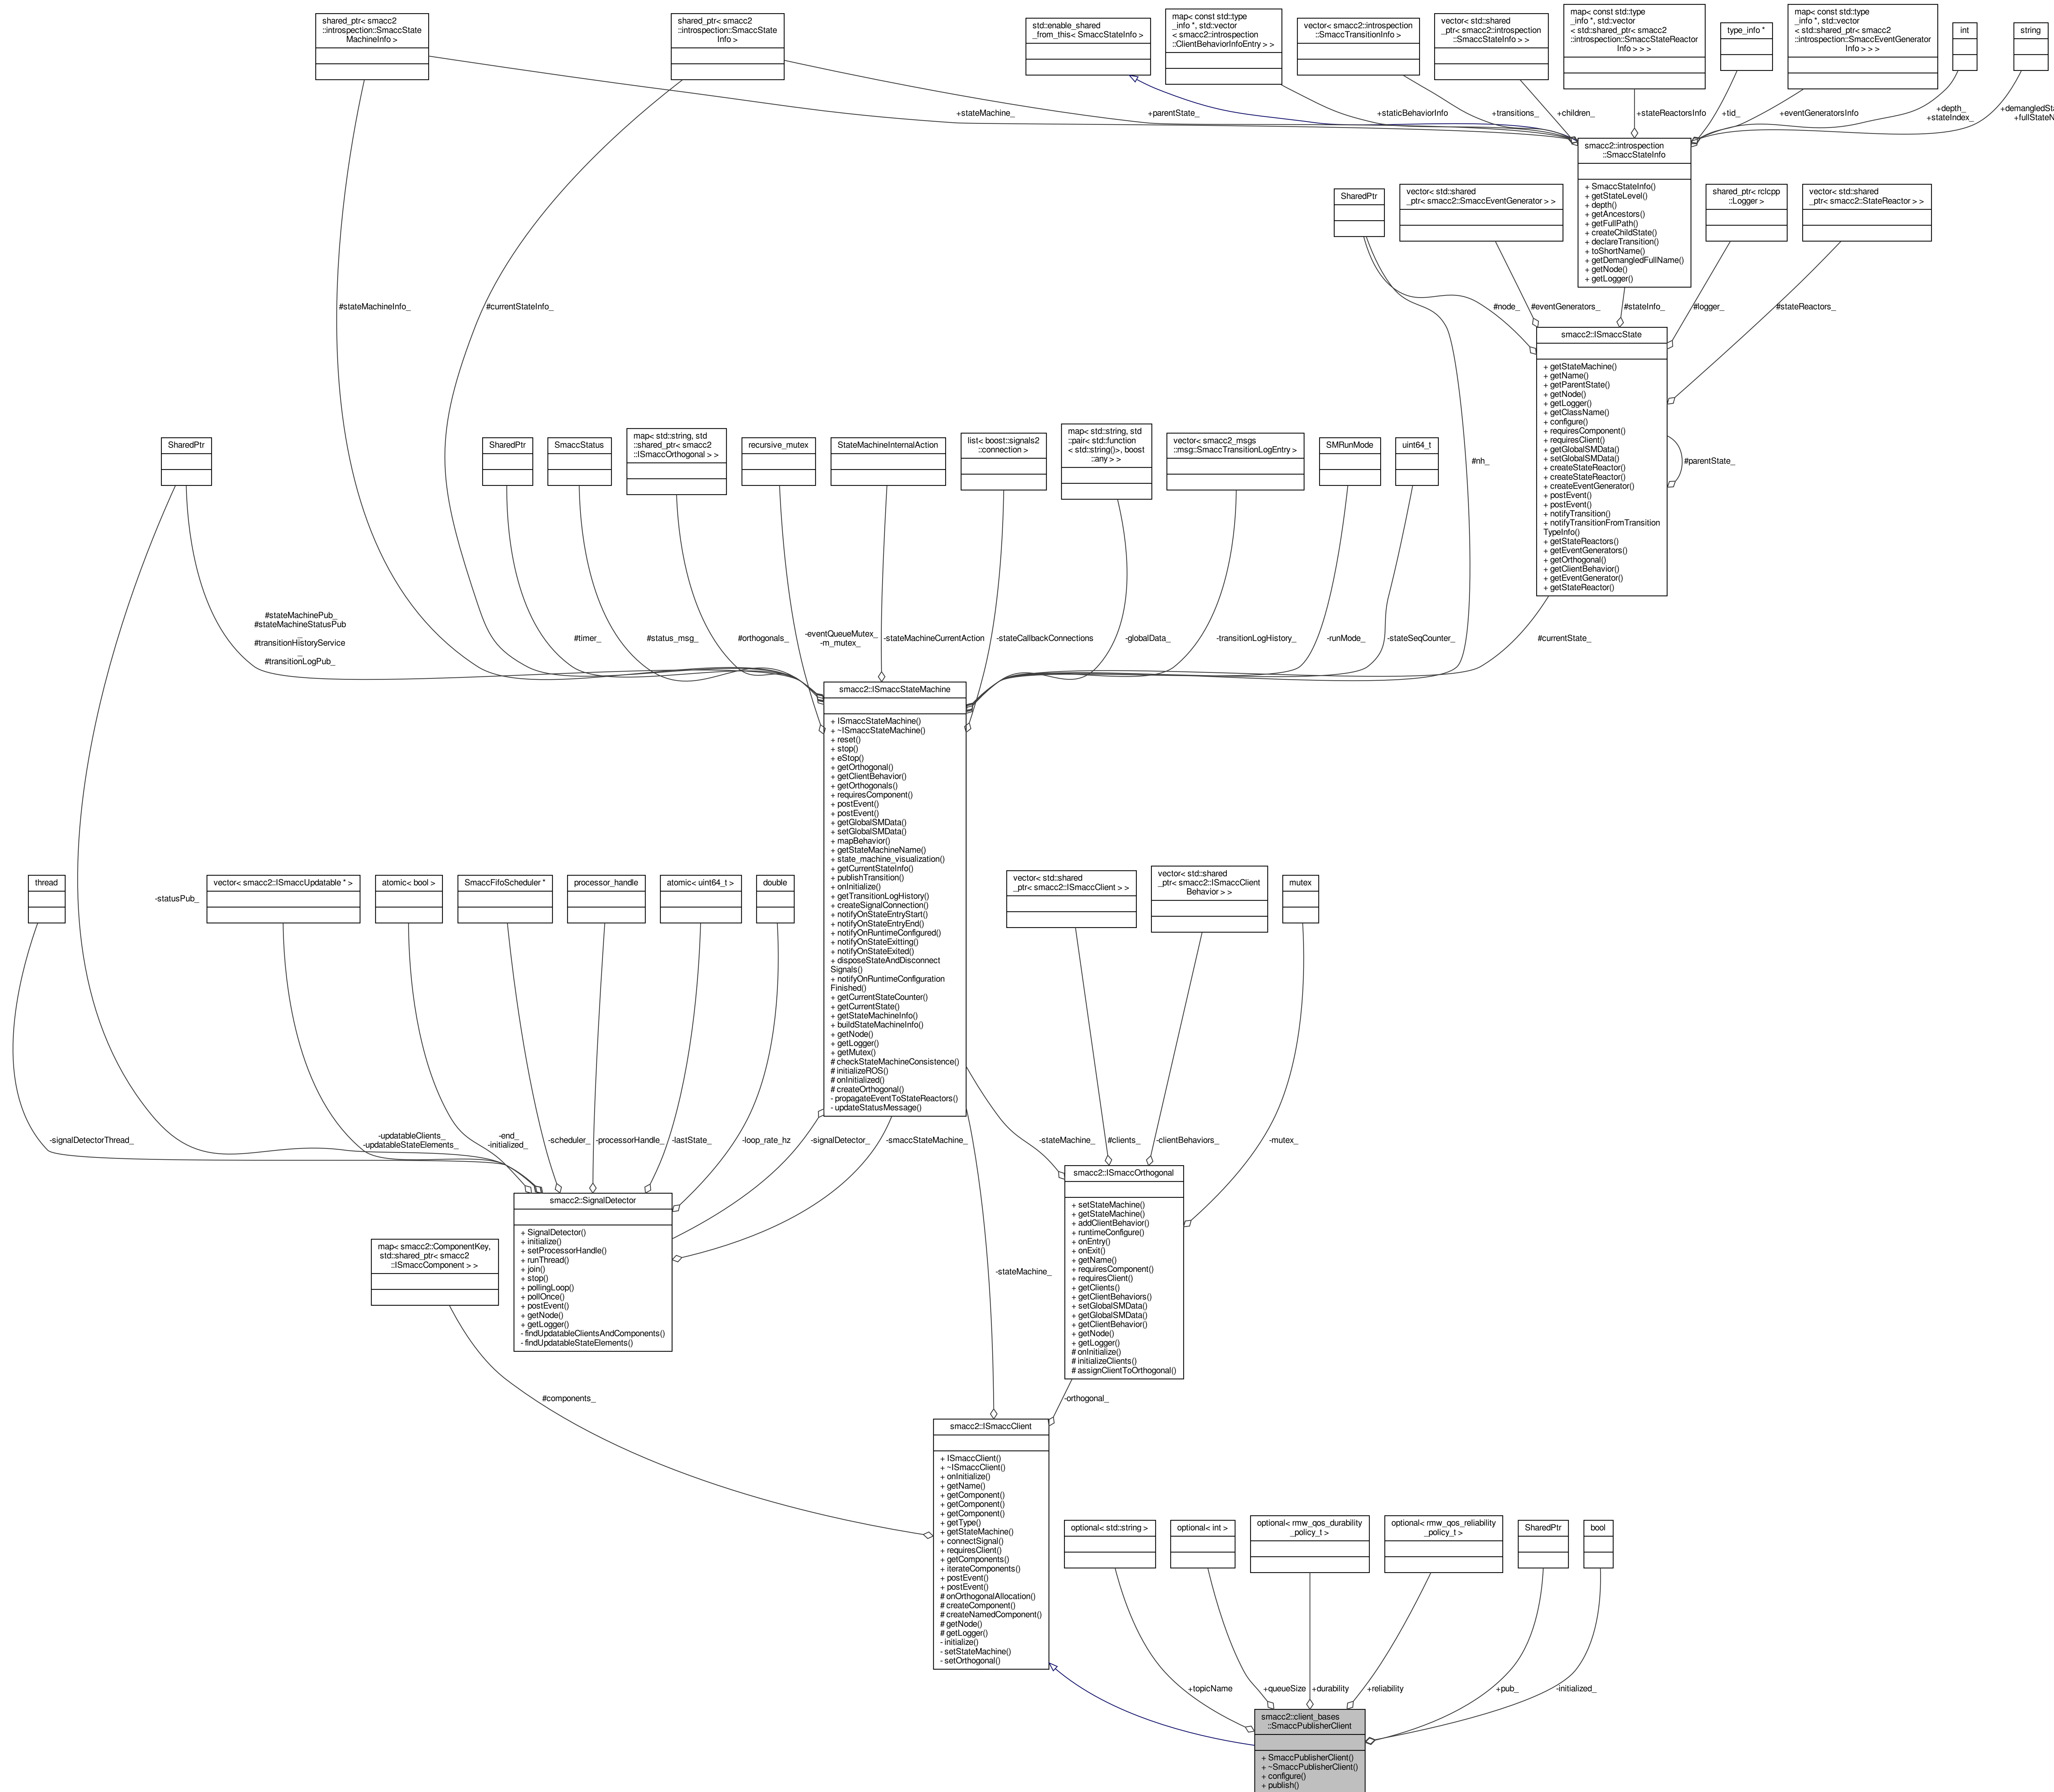 shared_ptr< smacc2
::introspection::SmaccState
MachineInfo >
shared_ptr< smacc2
::introspection::SmaccState
Info >
std::enable_shared
_from_this< SmaccStateInfo >
map< const std::type
_info *, std::vector
< smacc2::introspection
::ClientBehaviorInfoEntry > >
vector< smacc2::introspection
::SmaccTransitionInfo >
vector< std::shared
_ptr< smacc2::introspection
::SmaccStateInfo > >
map< const std::type
_info *, std::vector
< std::shared_ptr< smacc2
::introspection::SmaccStateReactor
Info > > >
type_info *
map< const std::type
_info *, std::vector
< std::shared_ptr< smacc2
::introspection::SmaccEventGenerator
Info > > >
int
string
+stateMachine_
+parentState_
+staticBehaviorInfo
+transitions_
+children_
+stateReactorsInfo
+tid_
+eventGeneratorsInfo
+depth_
+stateIndex_
+demangledSt
+fullStateN
smacc2::introspection
::SmaccStateInfo
+ SmaccStateInfo()
+ getStateLevel()
+ depth()
+ getAncestors()
+ getFullPath()
+ createChildState()
+ declareTransition()
+ toShortName()
+ getDemangledFullName()
+ getNode()
+ getLogger()
SharedPtr
vector< std::shared
_ptr< smacc2::SmaccEventGenerator > >
shared_ptr< rclcpp
::Logger >
vector< std::shared
_ptr< smacc2::StateReactor > >
#stateMachineInfo_
#currentStateInfo_
#node_
#eventGenerators_
#stateInfo_
#logger_
#stateReactors_
smacc2::ISmaccState
+ getStateMachine()
+ getName()
+ getParentState()
+ getNode()
+ getLogger()
+ getClassName()
+ configure()
+ requiresComponent()
+ requiresClient()
+ getGlobalSMData()
+ setGlobalSMData()
+ createStateReactor()
+ createStateReactor()
+ createEventGenerator()
+ postEvent()
+ postEvent()
+ notifyTransition()
+ notifyTransitionFromTransition
TypeInfo()
+ getStateReactors()
+ getEventGenerators()
+ getOrthogonal()
+ getClientBehavior()
+ getEventGenerator()
+ getStateReactor()
#parentState_
SharedPtr
SharedPtr
SmaccStatus
map< std::string, std
::shared_ptr< smacc2
::ISmaccOrthogonal > >
recursive_mutex
StateMachineInternalAction
list< boost::signals2
::connection >
map< std::string, std
::pair< std::function
< std::string()>, boost
::any > >
vector< smacc2_msgs
::msg::SmaccTransitionLogEntry >
SMRunMode
uint64_t
#nh_
#stateMachinePub_
#stateMachineStatusPub
_
#transitionHistoryService
_
#transitionLogPub_
#timer_
#status_msg_
#orthogonals_
-eventQueueMutex_
-m_mutex_
-stateMachineCurrentAction
-stateCallbackConnections
-globalData_
-transitionLogHistory_
-runMode_
-stateSeqCounter_
#currentState_
smacc2::ISmaccStateMachine
+ ISmaccStateMachine()
+ ~ISmaccStateMachine()
+ reset()
+ stop()
+ eStop()
+ getOrthogonal()
+ getClientBehavior()
+ getOrthogonals()
+ requiresComponent()
+ postEvent()
+ postEvent()
+ getGlobalSMData()
+ setGlobalSMData()
+ mapBehavior()
+ getStateMachineName()
+ state_machine_visualization()
+ getCurrentStateInfo()
+ publishTransition()
+ onInitialize()
+ getTransitionLogHistory()
+ createSignalConnection()
+ notifyOnStateEntryStart()
+ notifyOnStateEntryEnd()
+ notifyOnRuntimeConfigured()
+ notifyOnStateExitting()
+ notifyOnStateExited()
+ disposeStateAndDisconnect
Signals()
+ notifyOnRuntimeConfiguration
Finished()
+ getCurrentStateCounter()
+ getCurrentState()
+ getStateMachineInfo()
+ buildStateMachineInfo()
+ getNode()
+ getLogger()
+ getMutex()
# checkStateMachineConsistence()
# initializeROS()
# onInitialized()
# createOrthogonal()
- propagateEventToStateReactors()
- updateStatusMessage()
thread
-statusPub_
vector< smacc2::ISmaccUpdatable * >
atomic< bool >
SmaccFifoScheduler *
processor_handle
atomic< uint64_t >
double
vector< std::shared
_ptr< smacc2::ISmaccClient > >
vector< std::shared
_ptr< smacc2::ISmaccClient
Behavior > >
mutex
-signalDetectorThread_
-updatableClients_
-updatableStateElements_
-end_
-initialized_
-scheduler_
-processorHandle_
-lastState_
-loop_rate_hz
-signalDetector_
-smaccStateMachine_
-stateMachine_
#clients_
-clientBehaviors_
-mutex_
smacc2::SignalDetector
+ SignalDetector()
+ initialize()
+ setProcessorHandle()
+ runThread()
+ join()
+ stop()
+ pollingLoop()
+ pollOnce()
+ postEvent()
+ getNode()
+ getLogger()
- findUpdatableClientsAndComponents()
- findUpdatableStateElements()
smacc2::ISmaccOrthogonal
+ setStateMachine()
+ getStateMachine()
+ addClientBehavior()
+ runtimeConfigure()
+ onEntry()
+ onExit()
+ getName()
+ requiresComponent()
+ requiresClient()
+ getClients()
+ getClientBehaviors()
+ setGlobalSMData()
+ getGlobalSMData()
+ getClientBehavior()
+ getNode()
+ getLogger()
# onInitialize()
# initializeClients()
# assignClientToOrthogonal()
map< smacc2::ComponentKey,
std::shared_ptr< smacc2
::ISmaccComponent > >
-stateMachine_
#components_
-orthogonal_
smacc2::ISmaccClient
+ ISmaccClient()
+ ~ISmaccClient()
+ onInitialize()
+ getName()
+ getComponent()
+ getComponent()
+ getComponent()
+ getType()
+ getStateMachine()
+ connectSignal()
+ requiresClient()
+ getComponents()
+ iterateComponents()
+ postEvent()
+ postEvent()
# onOrthogonalAllocation()
# createComponent()
# createNamedComponent()
# getNode()
# getLogger()
- initialize()
- setStateMachine()
- setOrthogonal()
optional< std::string >
optional< int >
optional< rmw_qos_durability
_policy_t >
optional< rmw_qos_reliability
_policy_t >
SharedPtr
bool
+topicName
+queueSize
+durability
+reliability
+pub_
-initialized_
smacc2::client_bases
::SmaccPublisherClient
+ SmaccPublisherClient()
+ ~SmaccPublisherClient()
+ configure()
+ publish()